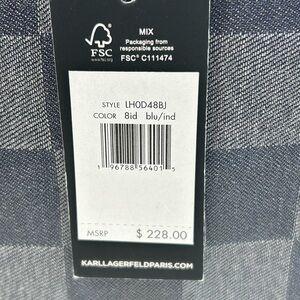 MIX
Packaging from
responsible sources
FSC® C111474
FSC
www.fsc.org
STYLE LH0D48BJ
COLOR 8id blu/ind
1 96788 56401 5
MSRP $ 228.00
KARLLAGERFELDPARIS.COM